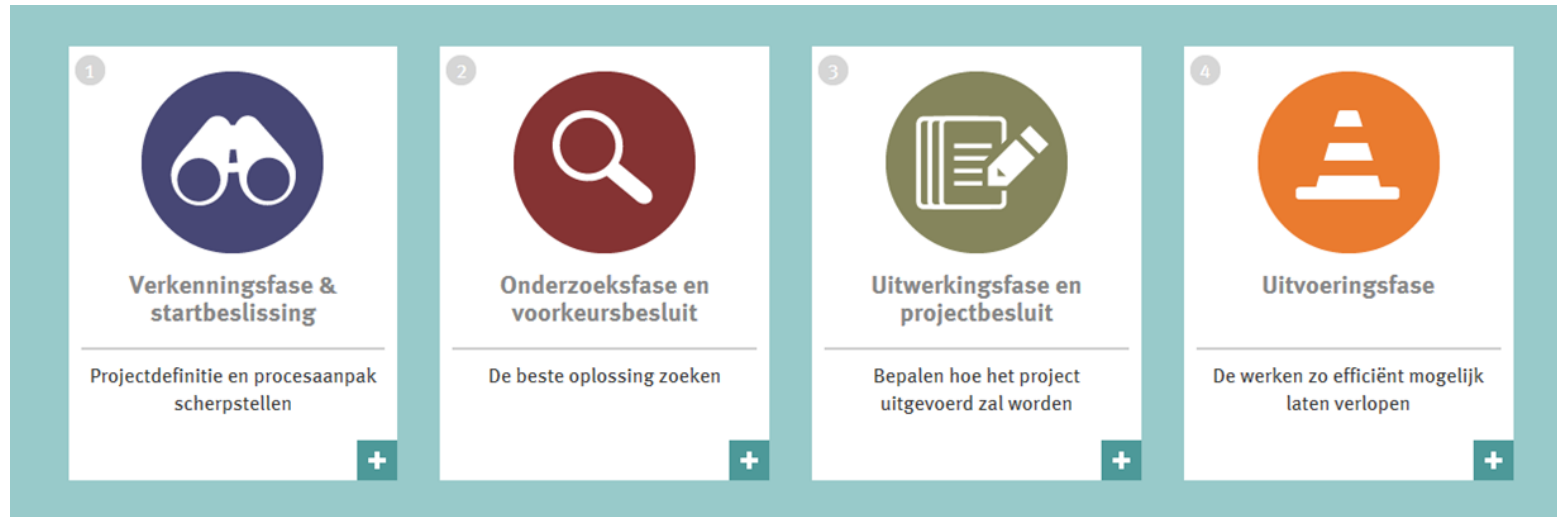 1
Verkenningsfase &
startbeslissing
Projectdefinitie en procesaanpak
scherpstellen
2
Onderzoeksfase en
voorkeursbesluit
De beste oplossing zoeken
3
Uitwerkingsfase en
projectbesluit
Bepalen hoe het project
uitgevoerd zal worden
4
Uitvoeringsfase
De werken zo efficiënt mogelijk
laten verlopen